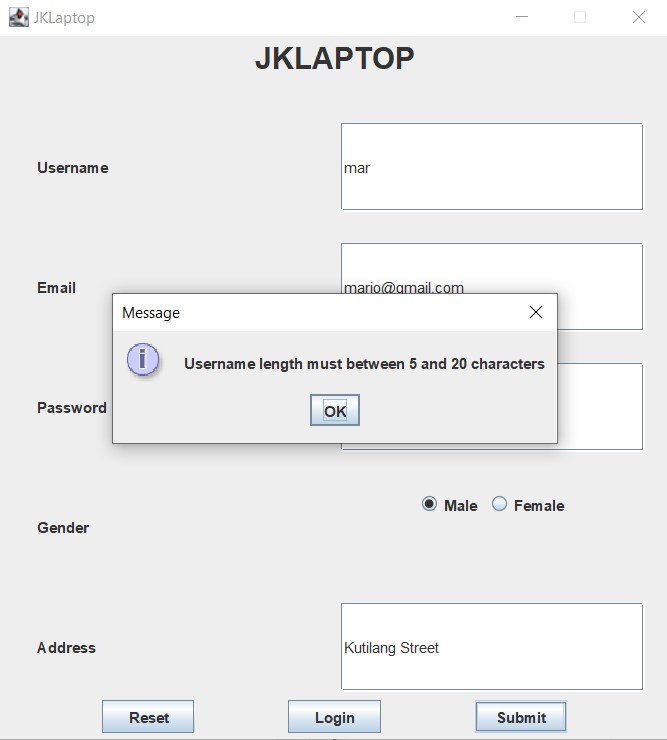 JKLaptop
JKLAPTOP
Username
mar
Email
mario@gmail.com
Message
Username length must between 5 and 20 characters
OK
Password
Gender
Male
Female
Address
Kutilang Street
Reset
Login
Submit